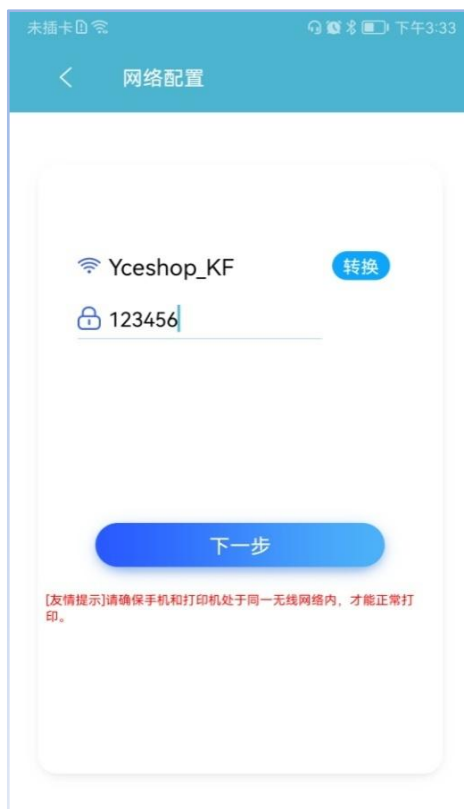 未插卡 下午3:33
网络配置
Yceshop_KF 转换
123456
下一步
[友情提示]请确保手机和打印机处于同一无线网络内，才能正常打
印。